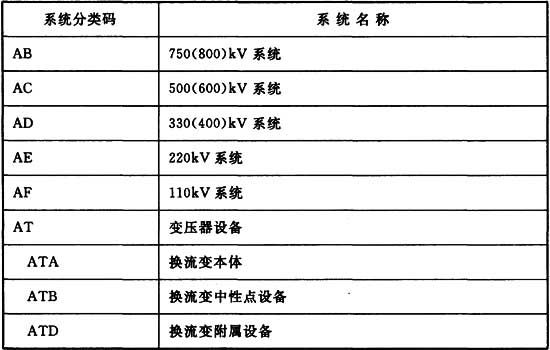 系统分类码 系统名称
AB 750(800)kV 系统
AC 500(600)kV 系统
AD 330(400)kV 系统
AE 220kV 系统
AF 110kV 系统
AT 变压器设备
ATA 换流变本体
ATB 换流变中性点设备
ATD 换流变附属设备